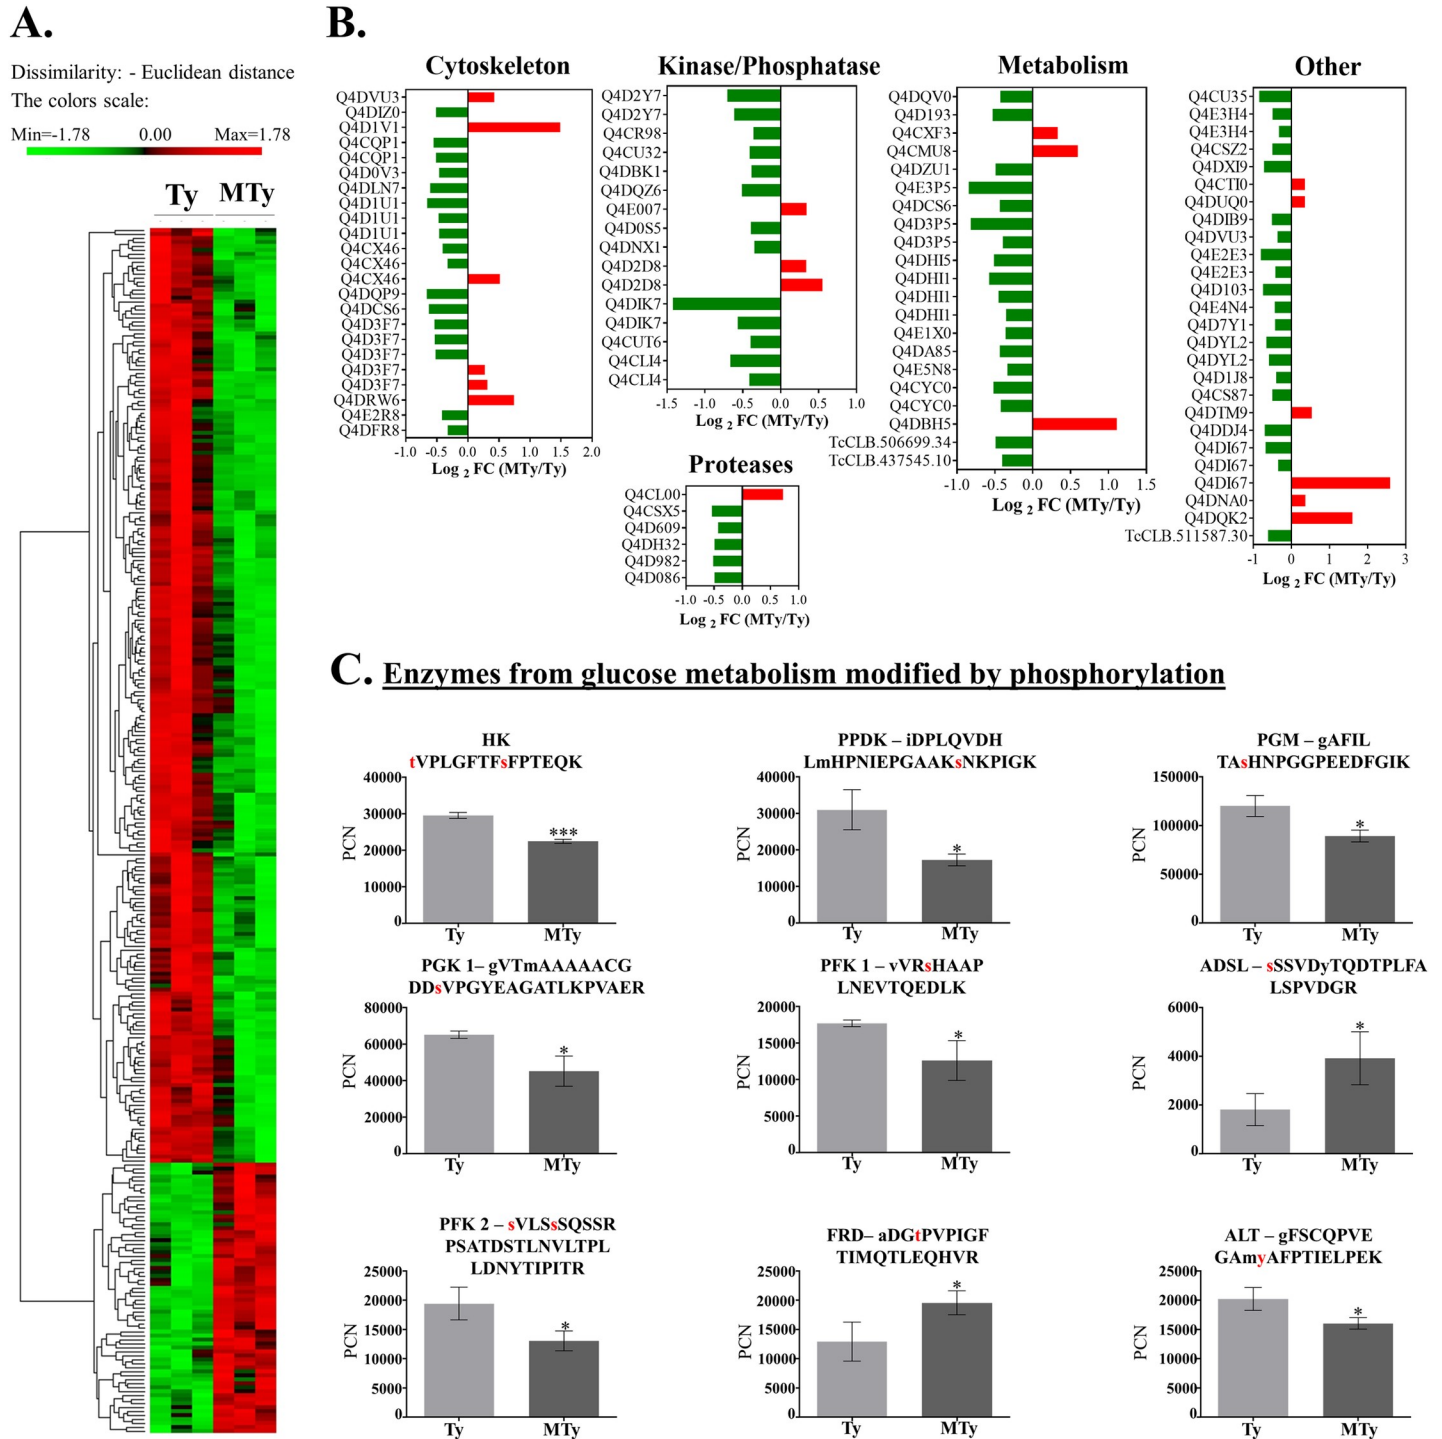 A.
Dissimilarity: - Euclidean distance
The colors scale:
Min=-1.78 0.00 Max=1.78
Ty MTy
B.
Cytoskeleton
Q4DVU3
Q4DIZ0
Q4D1V1
Q4CQP1
Q4CQP1
Q4D0V3
Q4DLN7
Q4D1U1
Q4D1U1
Q4D1U1
Q4CX46
Q4CX46
Q4CX46
Q4DQP9
Q4DCS6
Q4D3F7
Q4D3F7
Q4D3F7
Q4D3F7
Q4D3F7
Q4DRW6
Q4E2R8
Q4DFR8
-1.0 -0.5 0.0 0.5 1.0 1.5 2.0
Log 2 FC (MTy/Ty)
Kinase/Phosphatase
Q4D2Y7
Q4D2Y7
Q4CR98
Q4CU32
Q4DBK1
Q4DQZ6
Q4E007
Q4D0S5
Q4DNX1
Q4D2D8
Q4D2D8
Q4DIK7
Q4DIK7
Q4CUT6
Q4CLI4
Q4CLI4
-1.5 -1.0 -0.5 0.0 0.5 1.0
Log 2 FC (MTy/Ty)
Proteases
Q4CL00
Q4CSX5
Q4D609
Q4DH32
Q4D982
Q4D086
-1.0 -0.5 0.0 0.5 1.0
Log 2 FC (MTy/Ty)
Metabolism
Q4DQV0
Q4D193
Q4CXF3
Q4CMU8
Q4DZU1
Q4E3P5
Q4DCS6
Q4D3P5
Q4D3P5
Q4DHI5
Q4DHI1
Q4DHI1
Q4DHI1
Q4E1X0
Q4DA85
Q4E5N8
Q4CYC0
Q4CYC0
Q4DBH5
TcCLB.506699.34
TcCLB.437545.10
-1.0 -0.5 0.0 0.5 1.0 1.5
Log 2 FC (MTy/Ty)
Other
Q4CU35
Q4E3H4
Q4E3H4
Q4CSZ2
Q4DXI9
Q4CTI0
Q4DUQ0
Q4DIB9
Q4DVU3
Q4E2E3
Q4E2E3
Q4D103
Q4E4N4
Q4D7Y1
Q4DYL2
Q4DYL2
Q4D1J8
Q4CS87
Q4DTM9
Q4DDJ4
Q4DI67
Q4DI67
Q4DI67
Q4DNA0
Q4DQK2
TcCLB.511587.30
-1 0 1 2 3
Log 2 FC (MTy/Ty)
C. Enzymes from glucose metabolism modified by phosphorylation
HK
tVPLGFTFsFPTEQK
40000
30000
20000
10000
0
PCN
***
Ty MTy
PPDK – iDPLQVDH
LmHPNIEPGAAKsNKPIGK
40000
30000
20000
10000
0
PCN
*
Ty MTy
PGM – gAFIL
TAsHNPGGPEEDFGIK
150000
100000
50000
0
PCN
*
Ty MTy
PGK 1– gVTmAAAAACG
DDsVPGYEAGATLKPVAER
80000
60000
40000
20000
0
PCN
*
Ty MTy
PFK 1 – vVRsHAAP
LNEVTQEDLK
20000
15000
10000
5000
0
PCN
*
Ty MTy
ADSL – sSSVDyTQDTPLFA
LSPVDGR
6000
4000
2000
0
PCN
*
Ty MTy
PFK 2 – sVLSsSQSSR
PSATDSTLNVLTPL
LDNYTIPITR
25000
20000
15000
10000
5000
0
PCN
*
Ty MTy
FRD– aDGtPVPIGF
TIMQTLEQHVR
25000
20000
15000
10000
5000
0
PCN
*
Ty MTy
ALT – gFSCQPVE
GAmyAFPTIELPEK
25000
20000
15000
10000
5000
0
PCN
*
Ty MTy